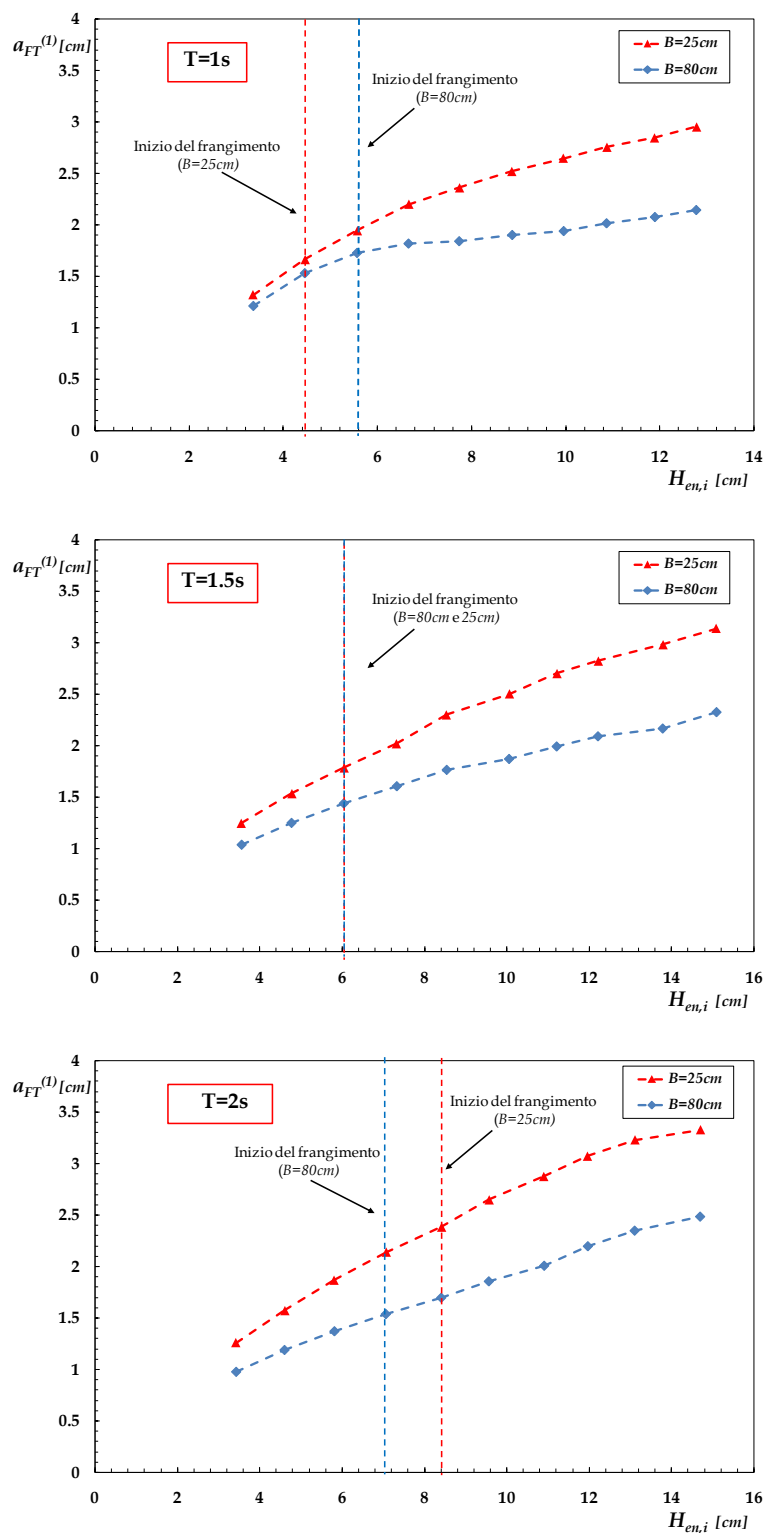 a_FT^(1) [cm]
4
3.5
3
2.5
2
1.5
1
0.5
0
T=1s
Inizio del frangimento
(B=80cm)
Inizio del frangimento
(B=25cm)
B=25cm
B=80cm
0 2 4 6 8 10 12 14
H_en,i [cm]
a_FT^(1) [cm]
4
3.5
3
2.5
2
1.5
1
0.5
0
T=1.5s
Inizio del frangimento
(B=80cm e 25cm)
B=25cm
B=80cm
0 2 4 6 8 10 12 14 16
H_en,i [cm]
a_FT^(1) [cm]
4
3.5
3
2.5
2
1.5
1
0.5
0
T=2s
Inizio del frangimento
(B=25cm)
Inizio del frangimento
(B=80cm)
B=25cm
B=80cm
0 2 4 6 8 10 12 14 16
H_en,i [cm]